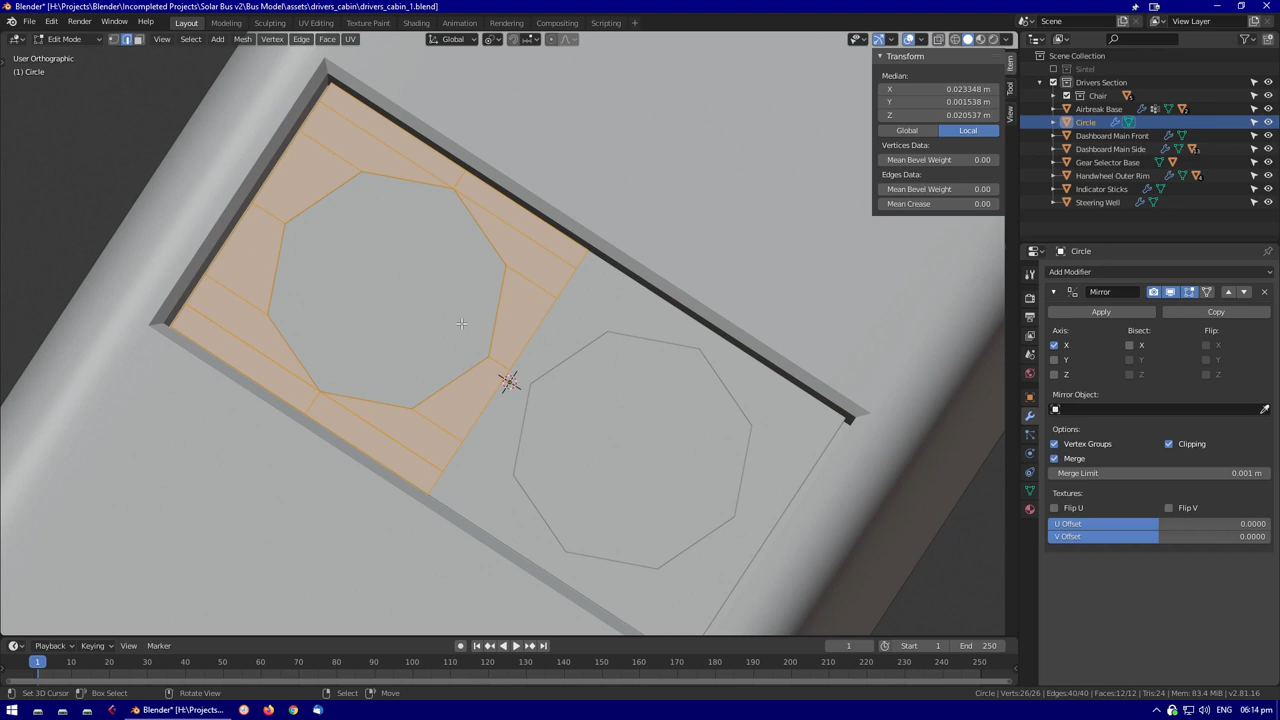 Blender* [H:\Projects\Blender\Incompleted Projects\Solar Bus v2\Bus Model\assets\drivers_cabin\drivers_cabin_1.blend]
File Edit Render Window Help Layout Modeling Sculpting UV Editing Texture Paint Shading Animation Rendering Compositing Scripting + Scene View Layer
Edit Mode View Select Add Mesh Vertex Edge Face UV Global
User Orthographic
(1) Circle
Transform
Median:
X 0.023348 m
Y 0.001538 m
Z 0.020537 m
Global Local
Vertices Data:
Mean Bevel Weight 0.00
Edges Data:
Mean Bevel Weight 0.00
Mean Crease 0.00
Item
Tool
View
Scene Collection
Sintel
Drivers Section
Chair
Airbreak Base
Circle
Dashboard Main Front
Dashboard Main Side
Gear Selector Base
Handwheel Outer Rim
Indicator Sticks
Steering Well
Circle
Add Modifier
Mirror
Apply Copy
Axis: Bisect: Flip:
X X X
Y Y Y
Z Z Z
Mirror Object:
Options:
Vertex Groups Clipping
Merge
Merge Limit 0.001 m
Textures:
Flip U Flip V
U Offset 0.0000
V Offset 0.0000
Playback Keying View Marker 1 Start 1 End 250
1 10 20 30 40 50 60 70 80 90 100 110 120 130 140 150 160 170 180 190 200 210 220 230 240 250
Set 3D Cursor Box Select Rotate View Select Move Circle | Verts:26/26 | Edges:40/40 | Faces:12/12 | Tris:24 | Mem: 83.4 MiB | v2.81.16
Blender* [H:\Projects... ENG 06:14 pm